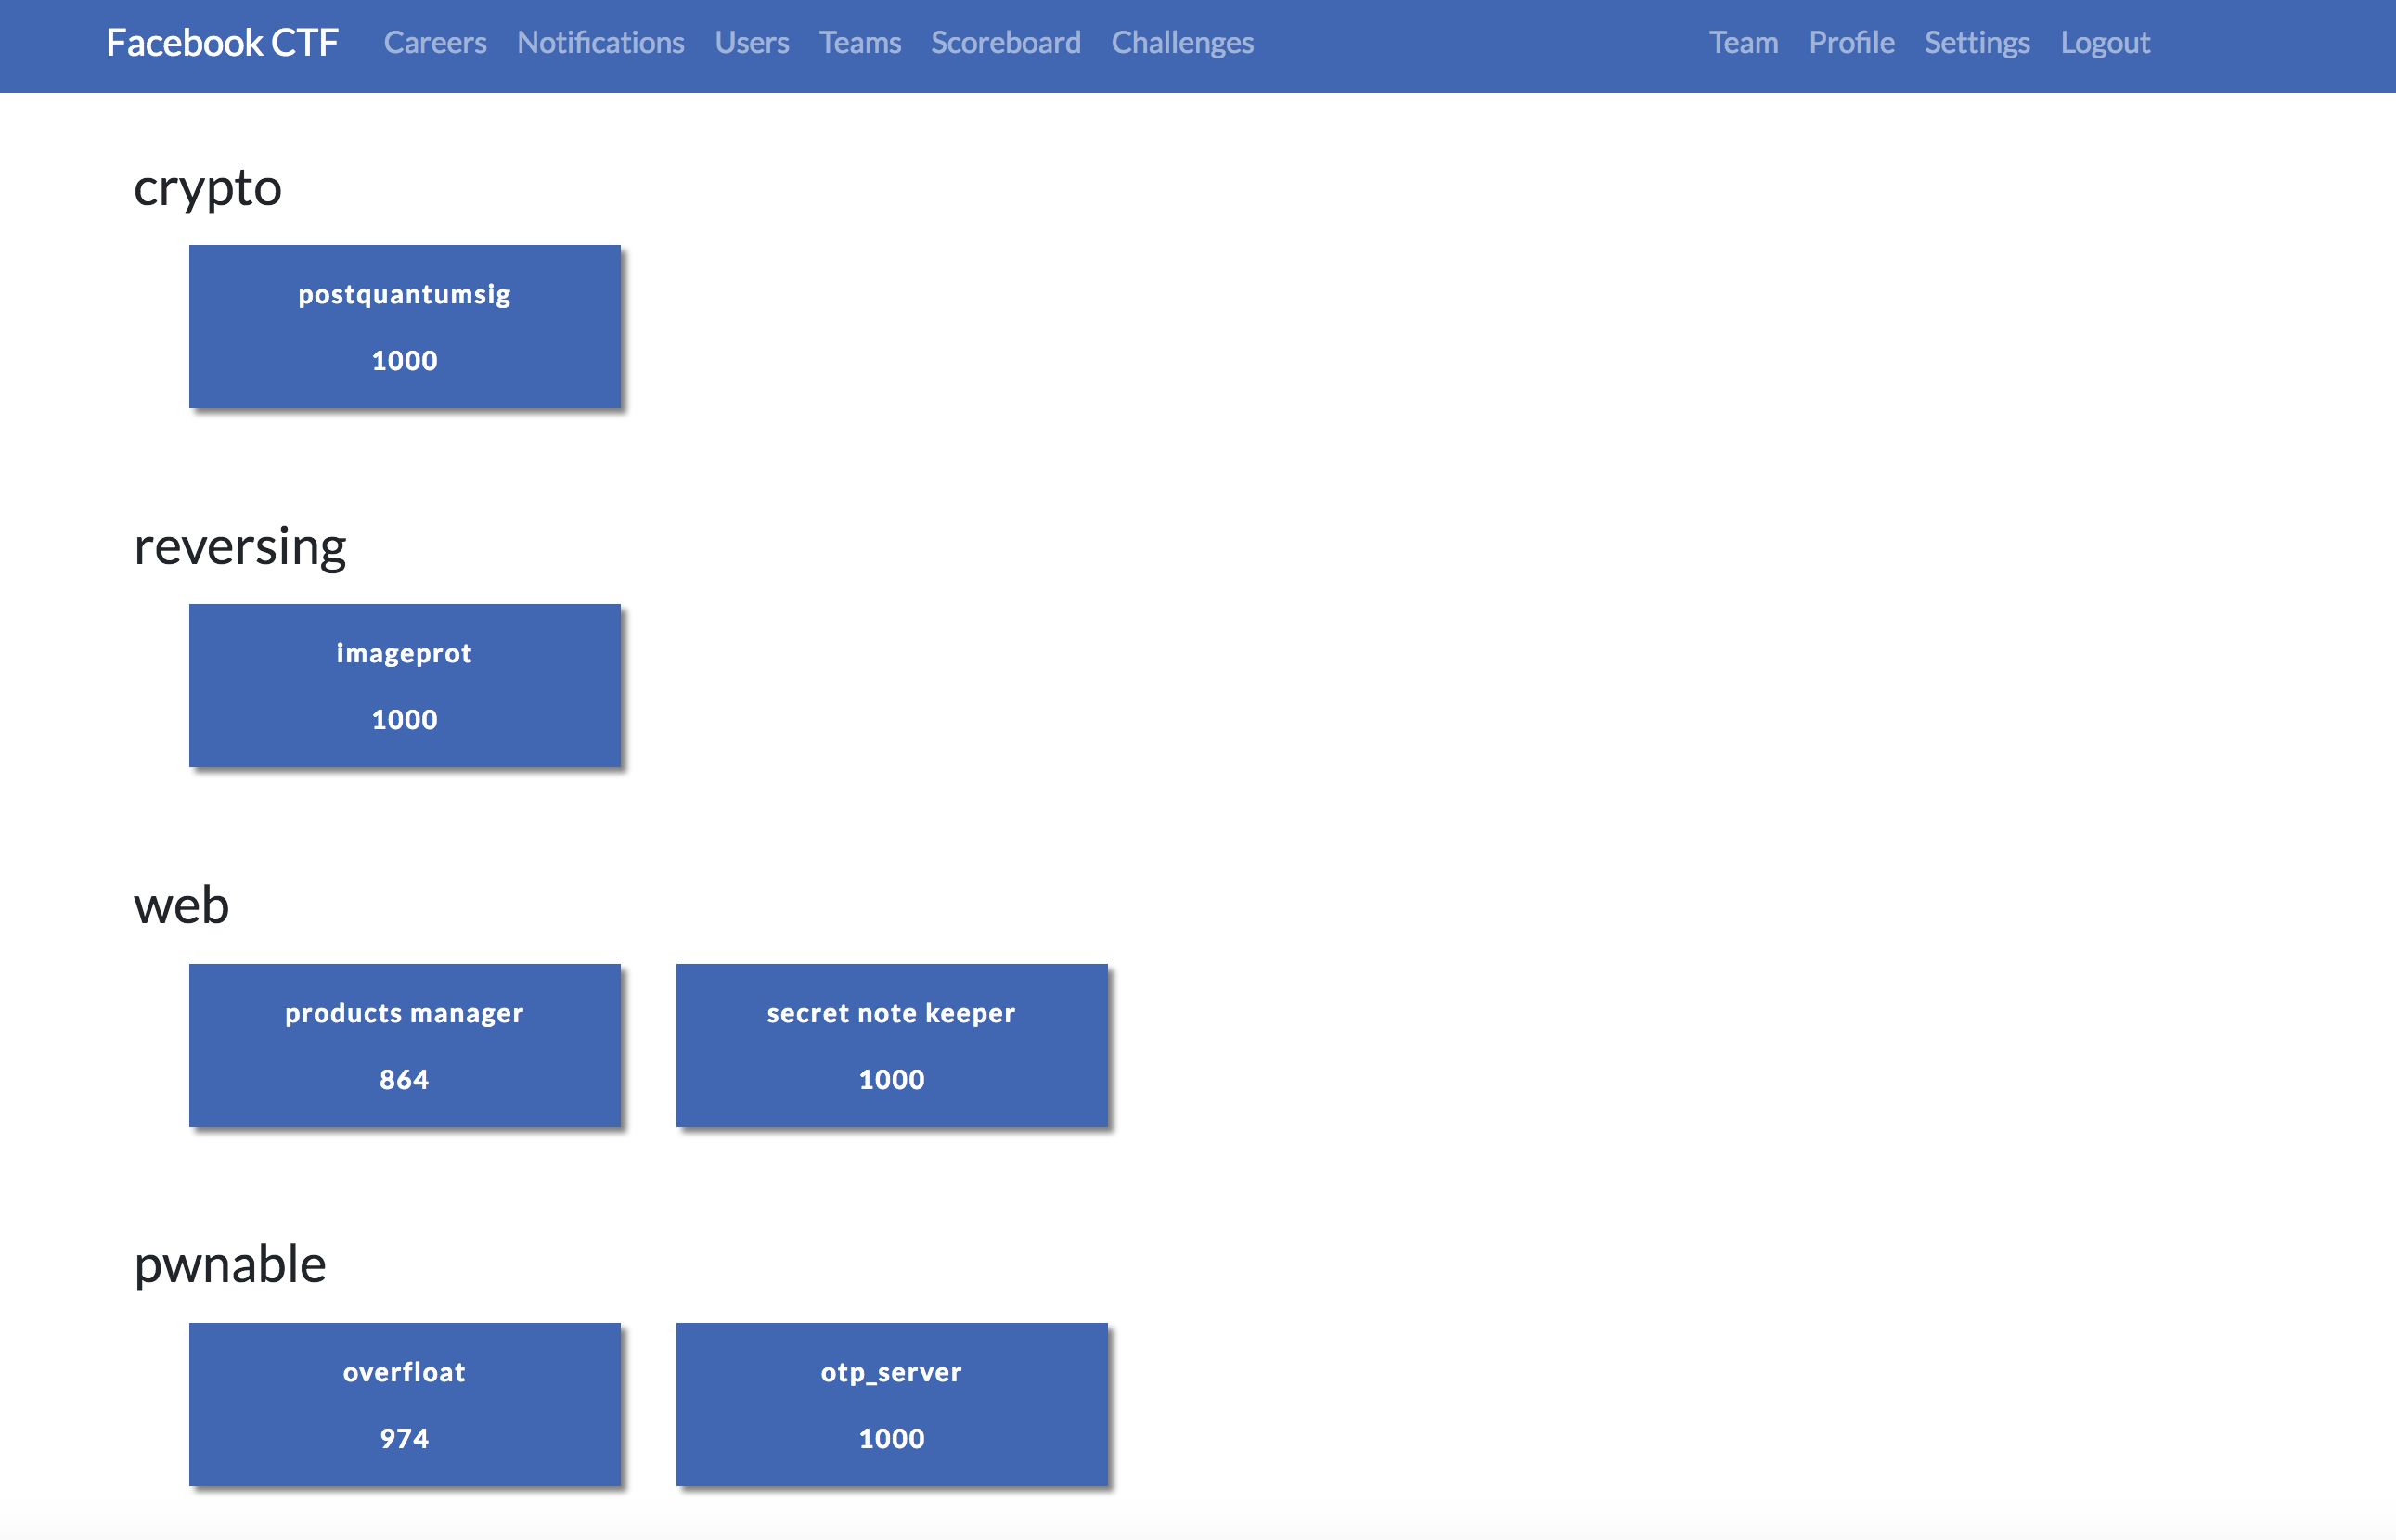 Facebook CTF Careers Notifications Users Teams Scoreboard Challenges Team Profile Settings Logout
crypto
postquantumsig
1000
reversing
imageprot
1000
web
products manager
864
secret note keeper
1000
pwnable
overfloat
974
otp_server
1000